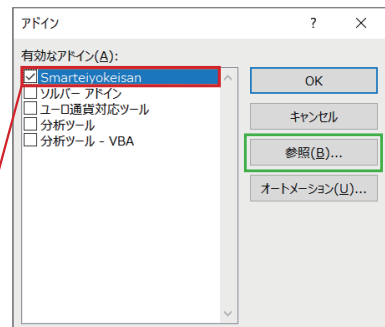 アドイン
? ×
有効なアドイン(A):
Smarteiyokeisan
ソルバー アドイン
ユーロ通貨対応ツール
分析ツール
分析ツール - VBA
OK
キャンセル
参照(B)...
オートメーション(U)...